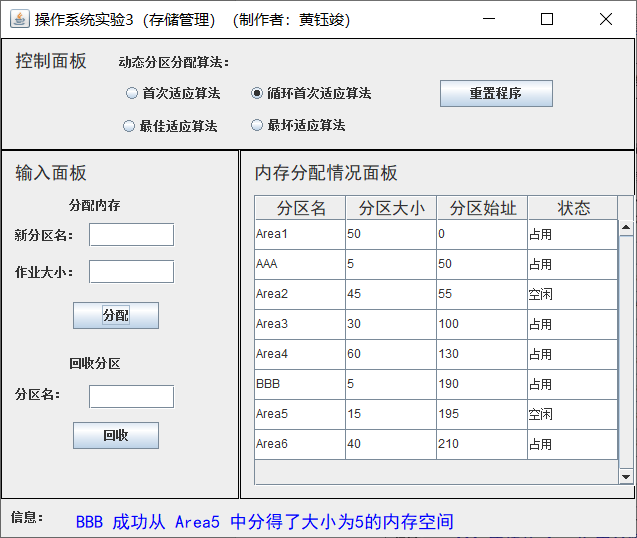 操作系统实验3（存储管理）（制作者：黄钰竣）
控制面板
动态分区分配算法：
首次适应算法 循环首次适应算法
最佳适应算法 最坏适应算法
重置程序
输入面板
分配内存
新分区名：
作业大小：
分配
回收分区
分区名：
回收
内存分配情况面板
分区名 分区大小 分区始址 状态
Area1 50 0 占用
AAA 5 50 占用
Area2 45 55 空闲
Area3 30 100 占用
Area4 60 130 占用
BBB 5 190 占用
Area5 15 195 空闲
Area6 40 210 占用
信息： BBB 成功从 Area5 中分得了大小为5的内存空间